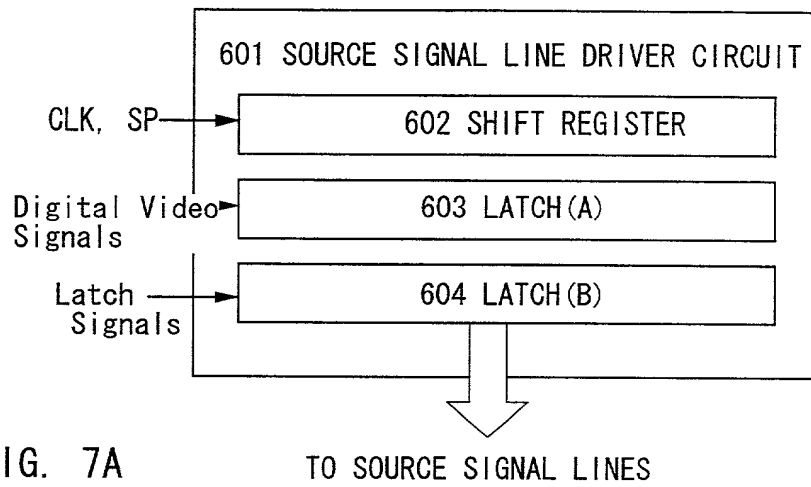 601 SOURCE SIGNAL LINE DRIVER CIRCUIT
CLK, SP
602 SHIFT REGISTER
Digital Video
Signals
603 LATCH(A)
Latch
Signals
604 LATCH(B)
IG. 7A
TO SOURCE SIGNAL LINES